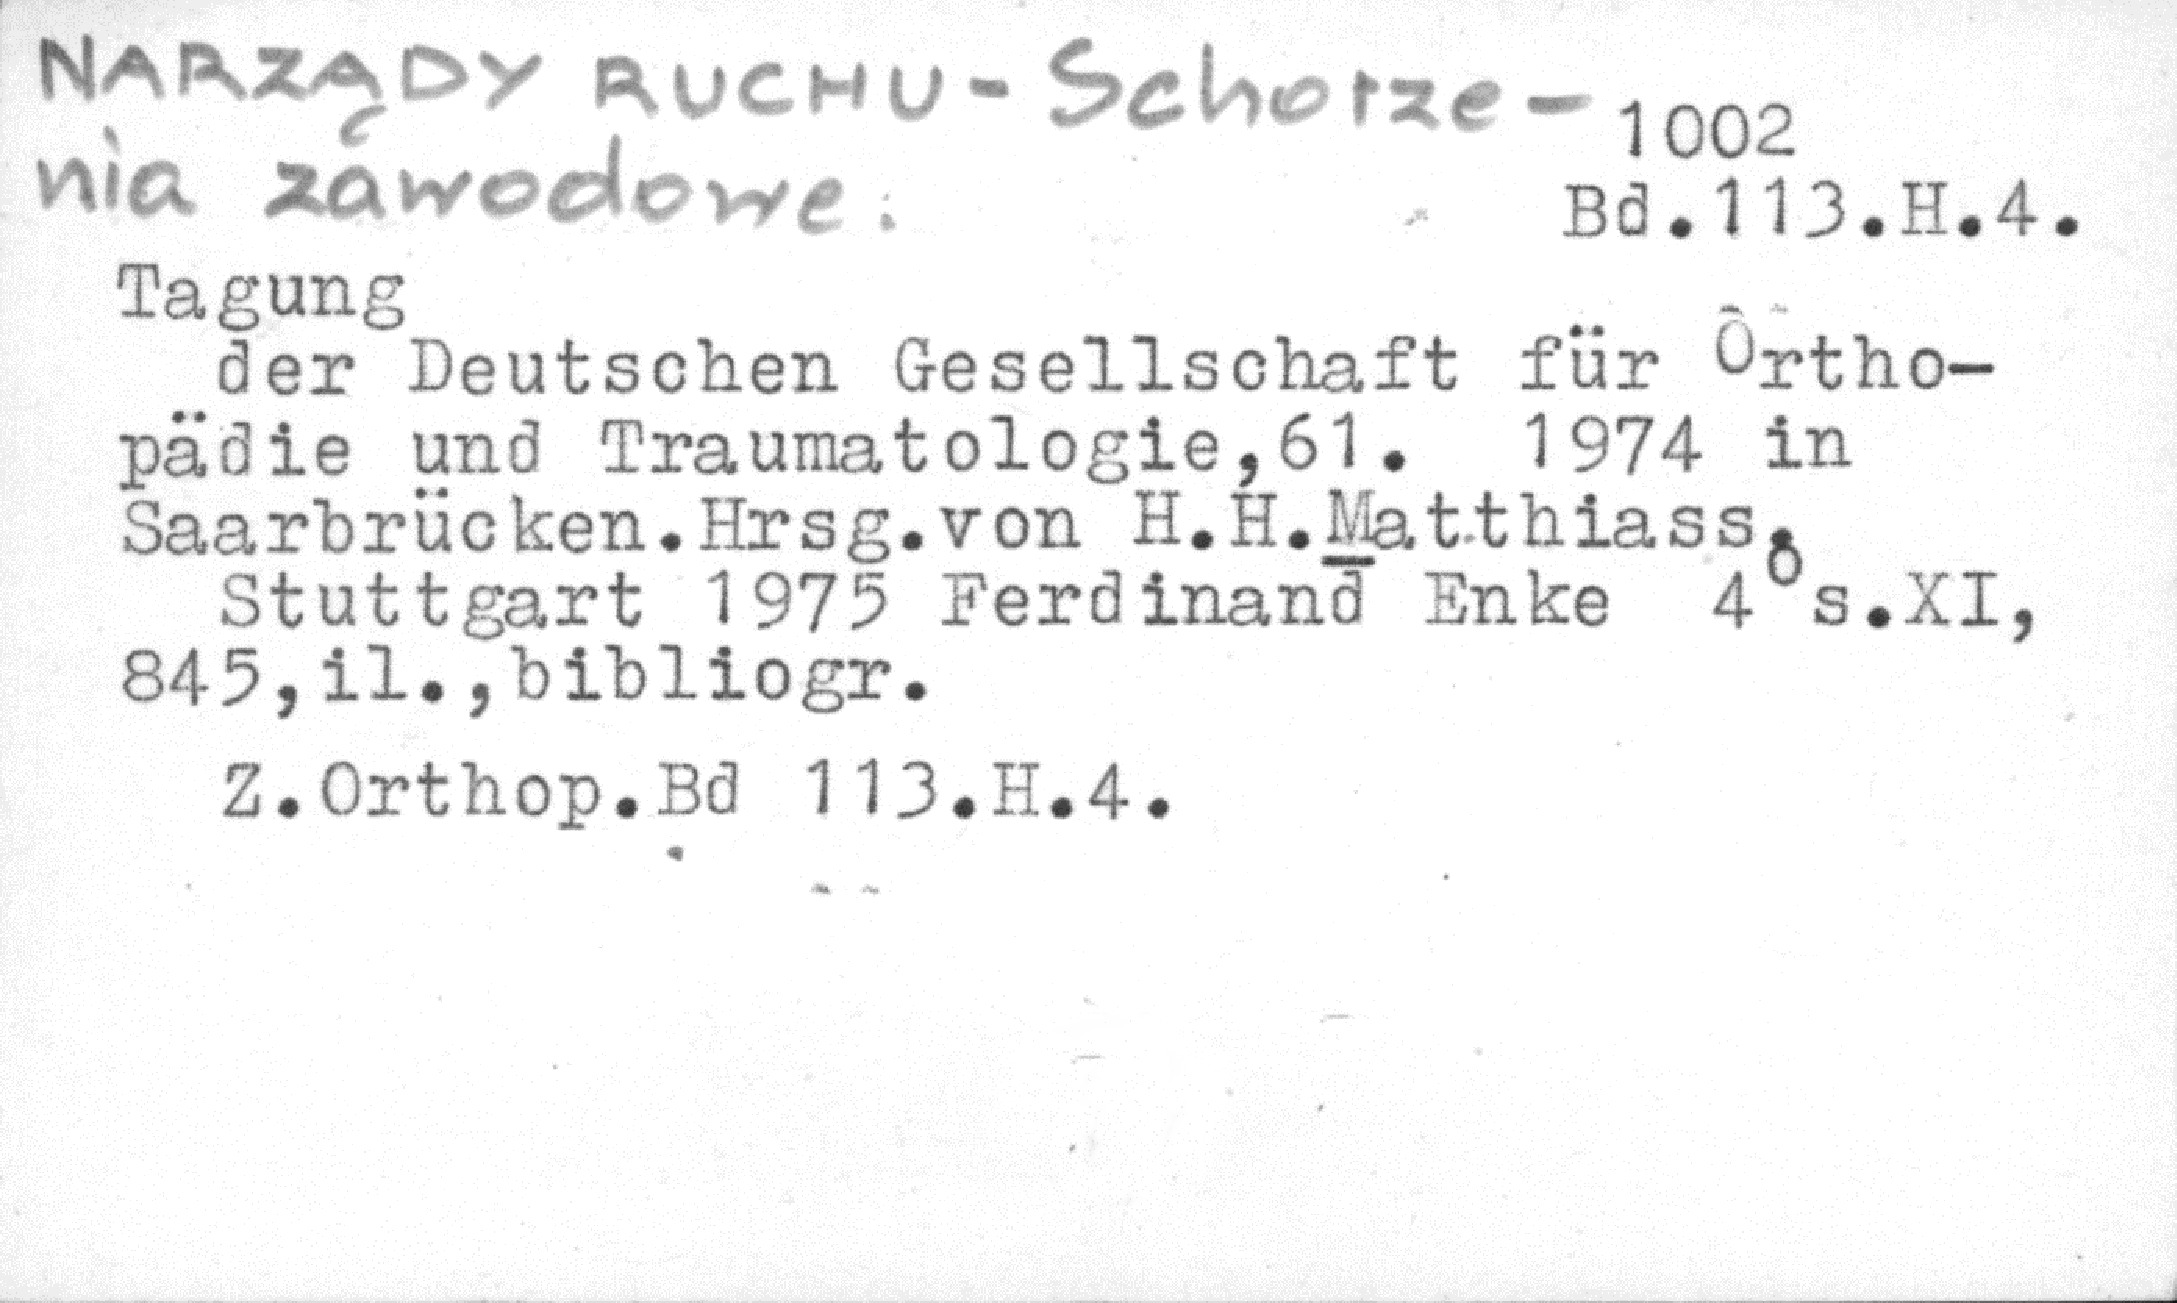 NARZĄDY RUCHU - Schorze-
nia zawodowe.
1002
Bd.113.H.4.
Tagung
der Deutschen Gesellschaft für Ortho-
pädie und Traumatologie,61. 1974 in
Saarbrücken.Hrsg.von H.H.Matthiass.
Stuttgart 1975 Ferdinand Enke 4° s.XI,
845,il.,bibliogr.
Z.Orthop.Bd 113.H.4.